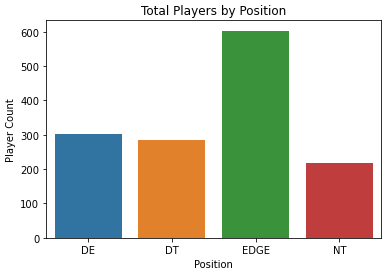 Total Players by Position
Player Count
600
500
400
300
200
100
0
DE DT EDGE NT
Position